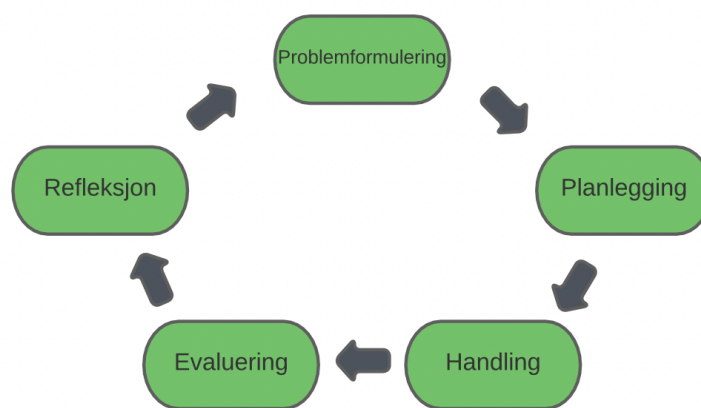 Problemformulering
Refleksjon
Planlegging
Evaluering
Handling